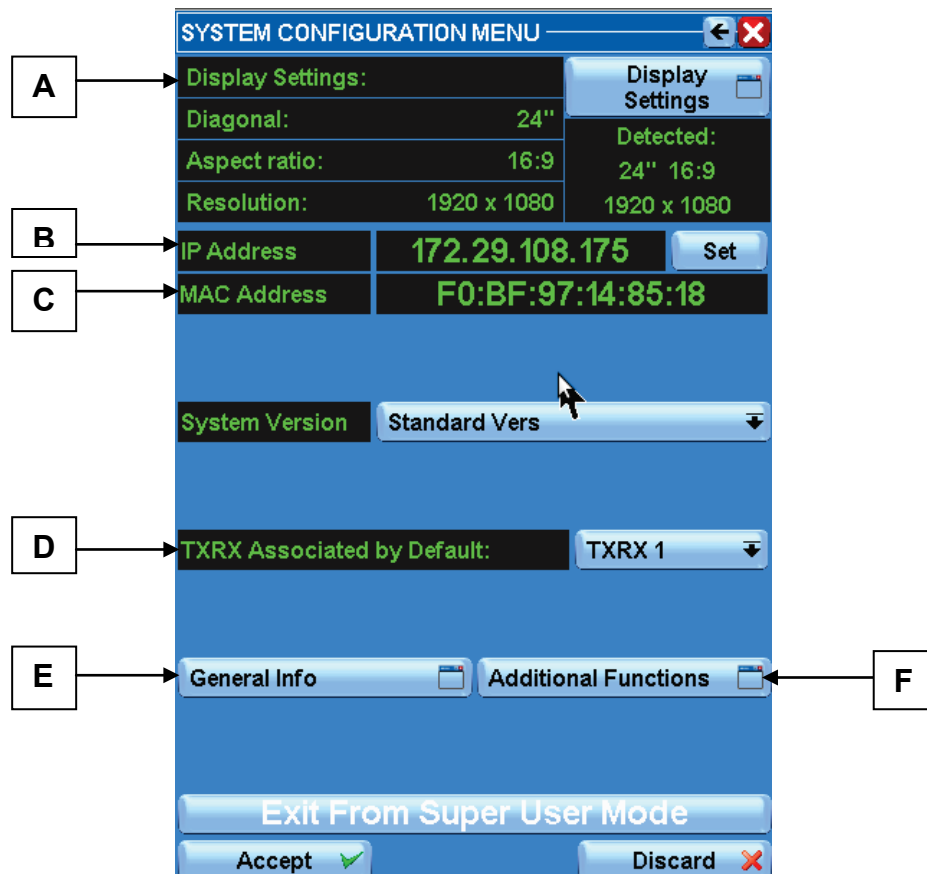 SYSTEM CONFIGURATION MENU
A
Display Settings:
Display Settings
Diagonal: 24"
Aspect ratio: 16:9
Resolution: 1920 x 1080
Detected:
24" 16:9
1920 x 1080
B
IP Address 172.29.108.175 Set
C
MAC Address F0:BF:97:14:85:18
System Version Standard Vers
D
TXRX Associated by Default: TXRX 1
E
General Info Additional Functions
F
Exit From Super User Mode
Accept Discard